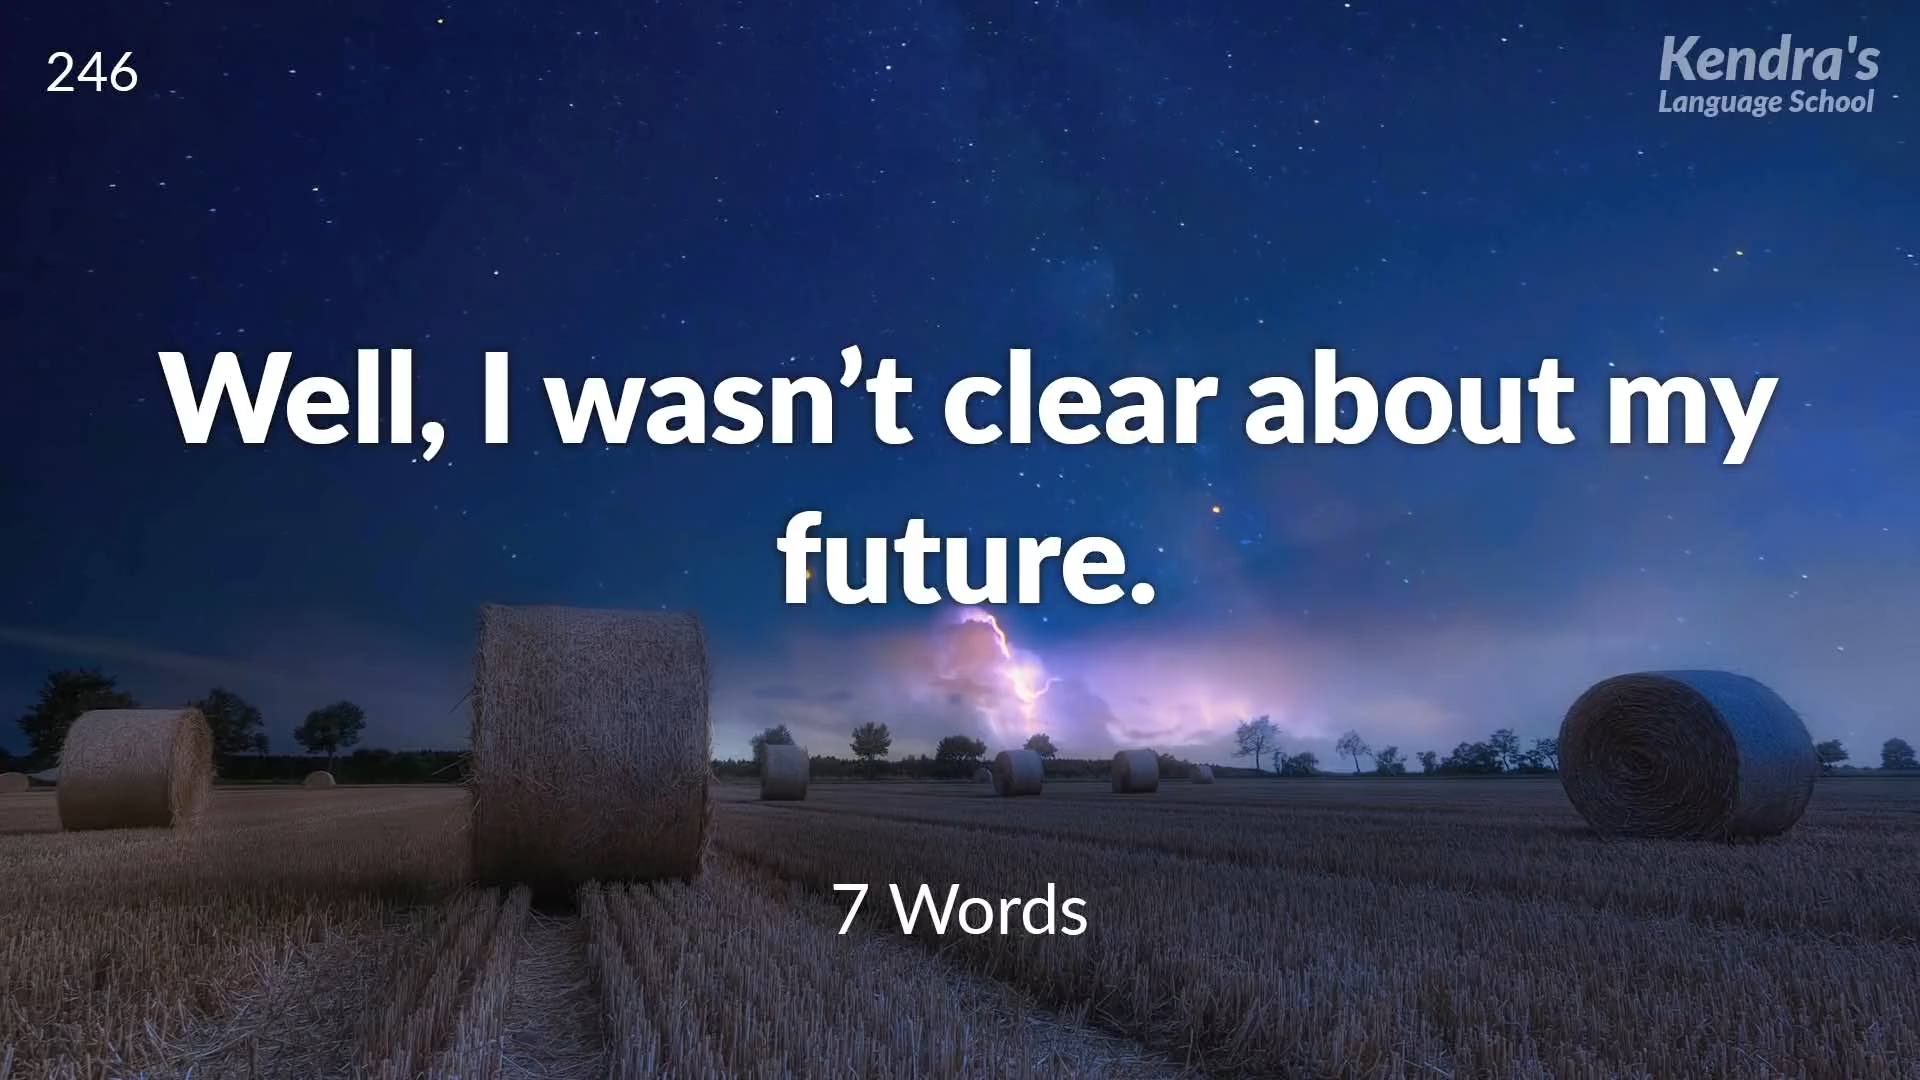 246
Kendra's
Language School
Well, I wasn’t clear about my
future.
7 Words